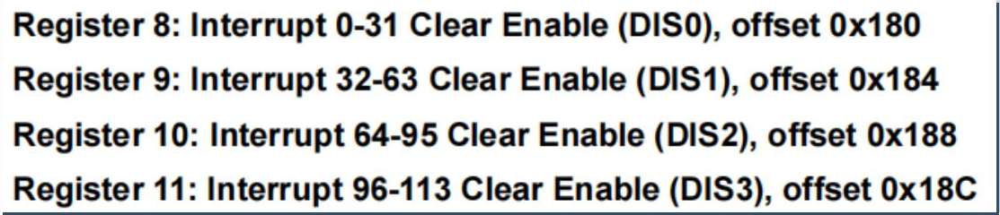 Register 8: Interrupt 0-31 Clear Enable (DIS0), offset 0x180
Register 9: Interrupt 32-63 Clear Enable (DIS1), offset 0x184
Register 10: Interrupt 64-95 Clear Enable (DIS2), offset 0x188
Register 11: Interrupt 96-113 Clear Enable (DIS3), offset 0x18C